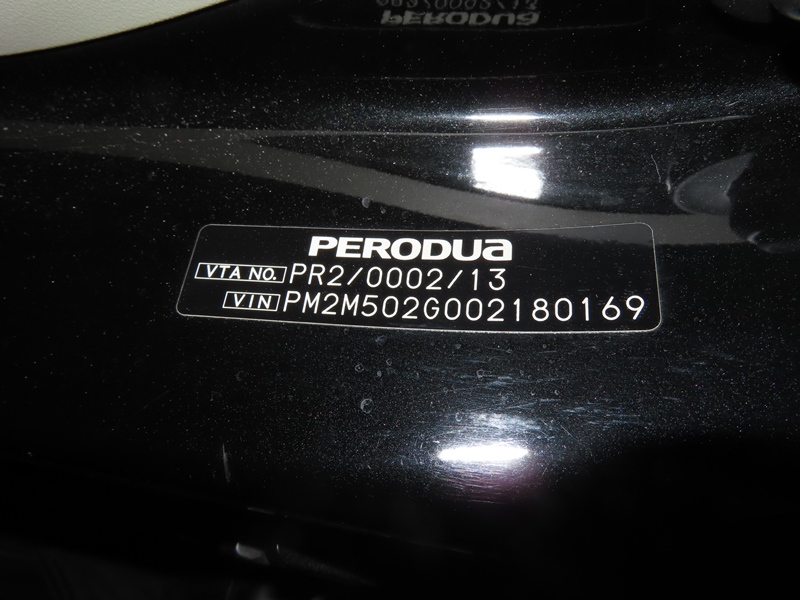 PERODUA
VTA NO. PR2/0002/13
VIN PM2M502G002180169